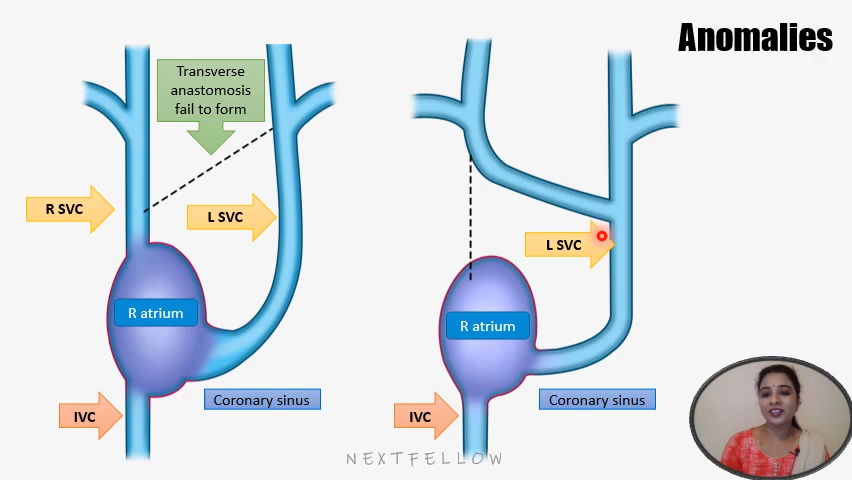 Anomalies
Transverse
anastomosis
fail to form
R SVC
L SVC
R atrium
Coronary sinus
IVC
L SVC
R atrium
Coronary sinus
IVC
NEXTFELLOW